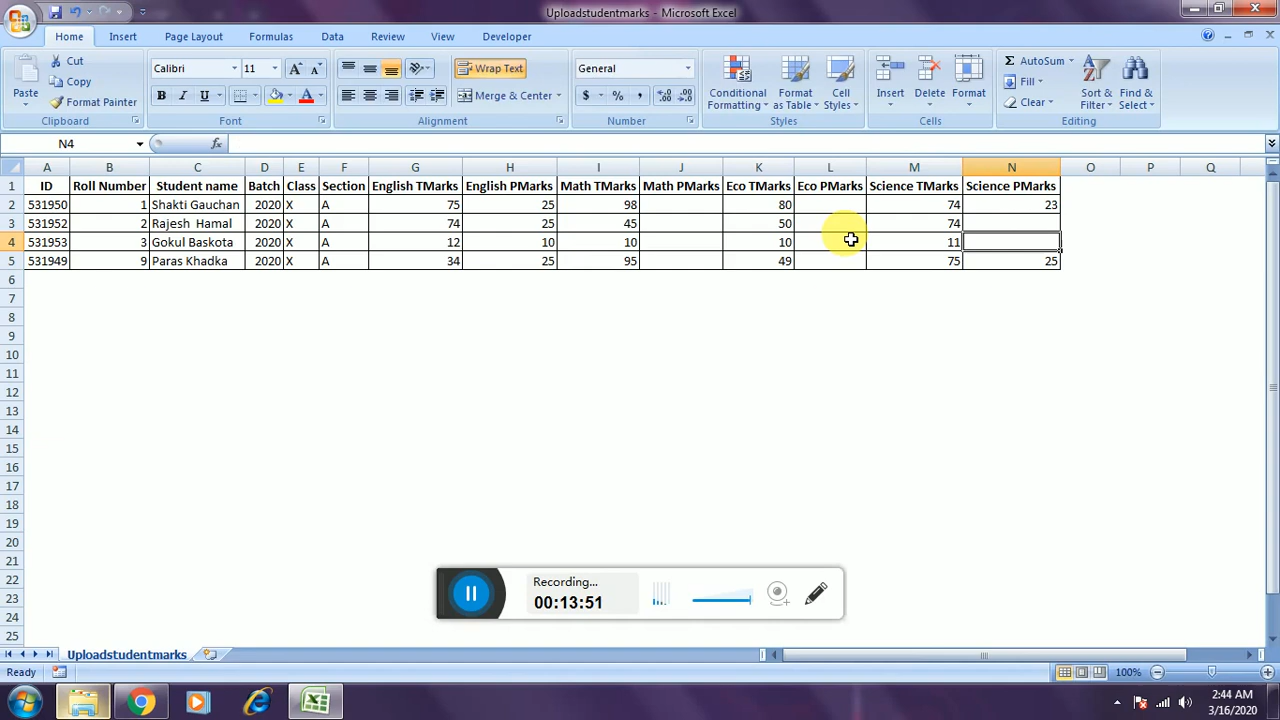 Uploadstudentmarks - Microsoft Excel
Home Insert Page Layout Formulas Data Review View Developer
Paste Cut Copy Format Painter
Calibri 11 A A B I U A
Wrap Text Merge & Center
General $ % ,
Conditional Formatting Format as Table Cell Styles
Insert Delete Format
Σ AutoSum Fill Clear Sort & Filter Find & Select
Clipboard Font Alignment Number Styles Cells Editing
N4 fx
A B C D E F G H I J K L M N O P Q
1 ID Roll Number Student name Batch Class Section English TMarks English PMarks Math TMarks Math PMarks Eco TMarks Eco PMarks Science TMarks Science PMarks
2 531950 1 Shakti Gauchan 2020 X A 75 25 98 80 74 23
3 531952 2 Rajesh Hamal 2020 X A 74 25 45 50 74
4 531953 3 Gokul Baskota 2020 X A 12 10 10 10 11
5 531949 9 Paras Khadka 2020 X A 34 25 95 49 75 25
6
7
8
9
10
11
12
13
14
15
16
17
18
19
20
21
22
23
24
25
Recording...
00:13:51
Uploadstudentmarks
Ready 100%
2:44 AM
3/16/2020